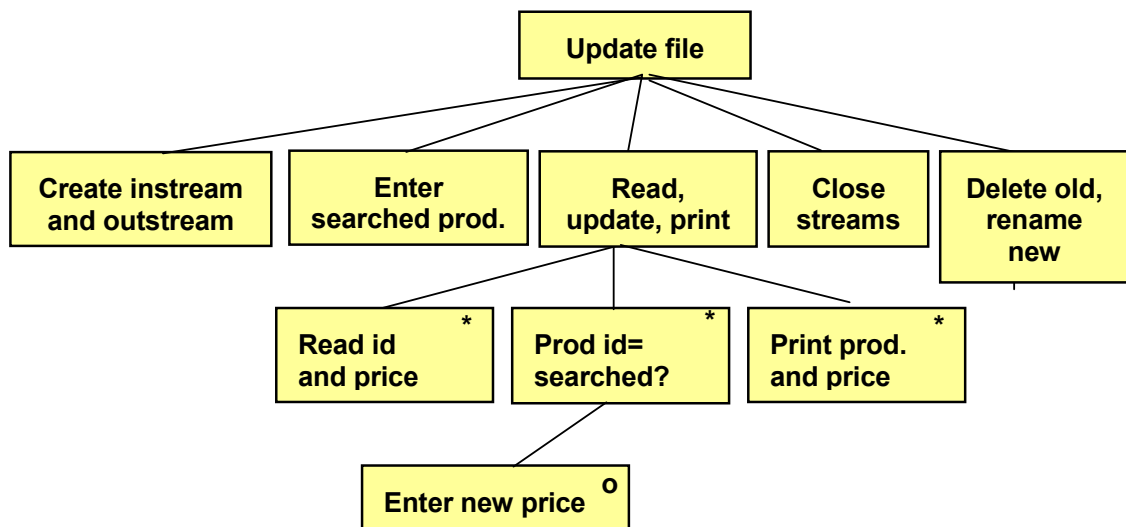 Update file
Create instream
and outstream
Enter
searched prod.
Read,
update, print
Close
streams
Delete old,
rename
new
Read id
and price
*
Prod id=
searched?
*
Print prod.
and price
*
Enter new price
o